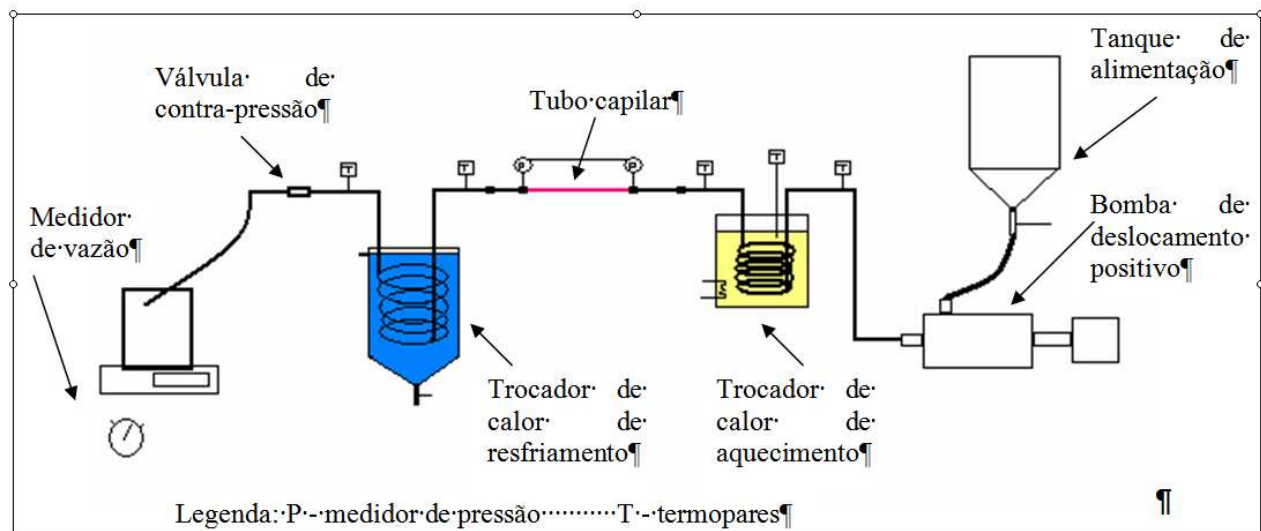 Tanque· de·
alimentação¶
Válvula· de·
contra-pressão¶
Tubo·capilar¶
T
T
P
P
T
T
T
Medidor·
de·vazão¶
Bomba· de·
deslocamento·
positivo¶
Trocador· de·
calor· de·
resfriamento¶
Trocador· de·
calor· de·
aquecimento¶
Legenda:·P·-·medidor·de·pressão···········T·-·termopares¶
¶